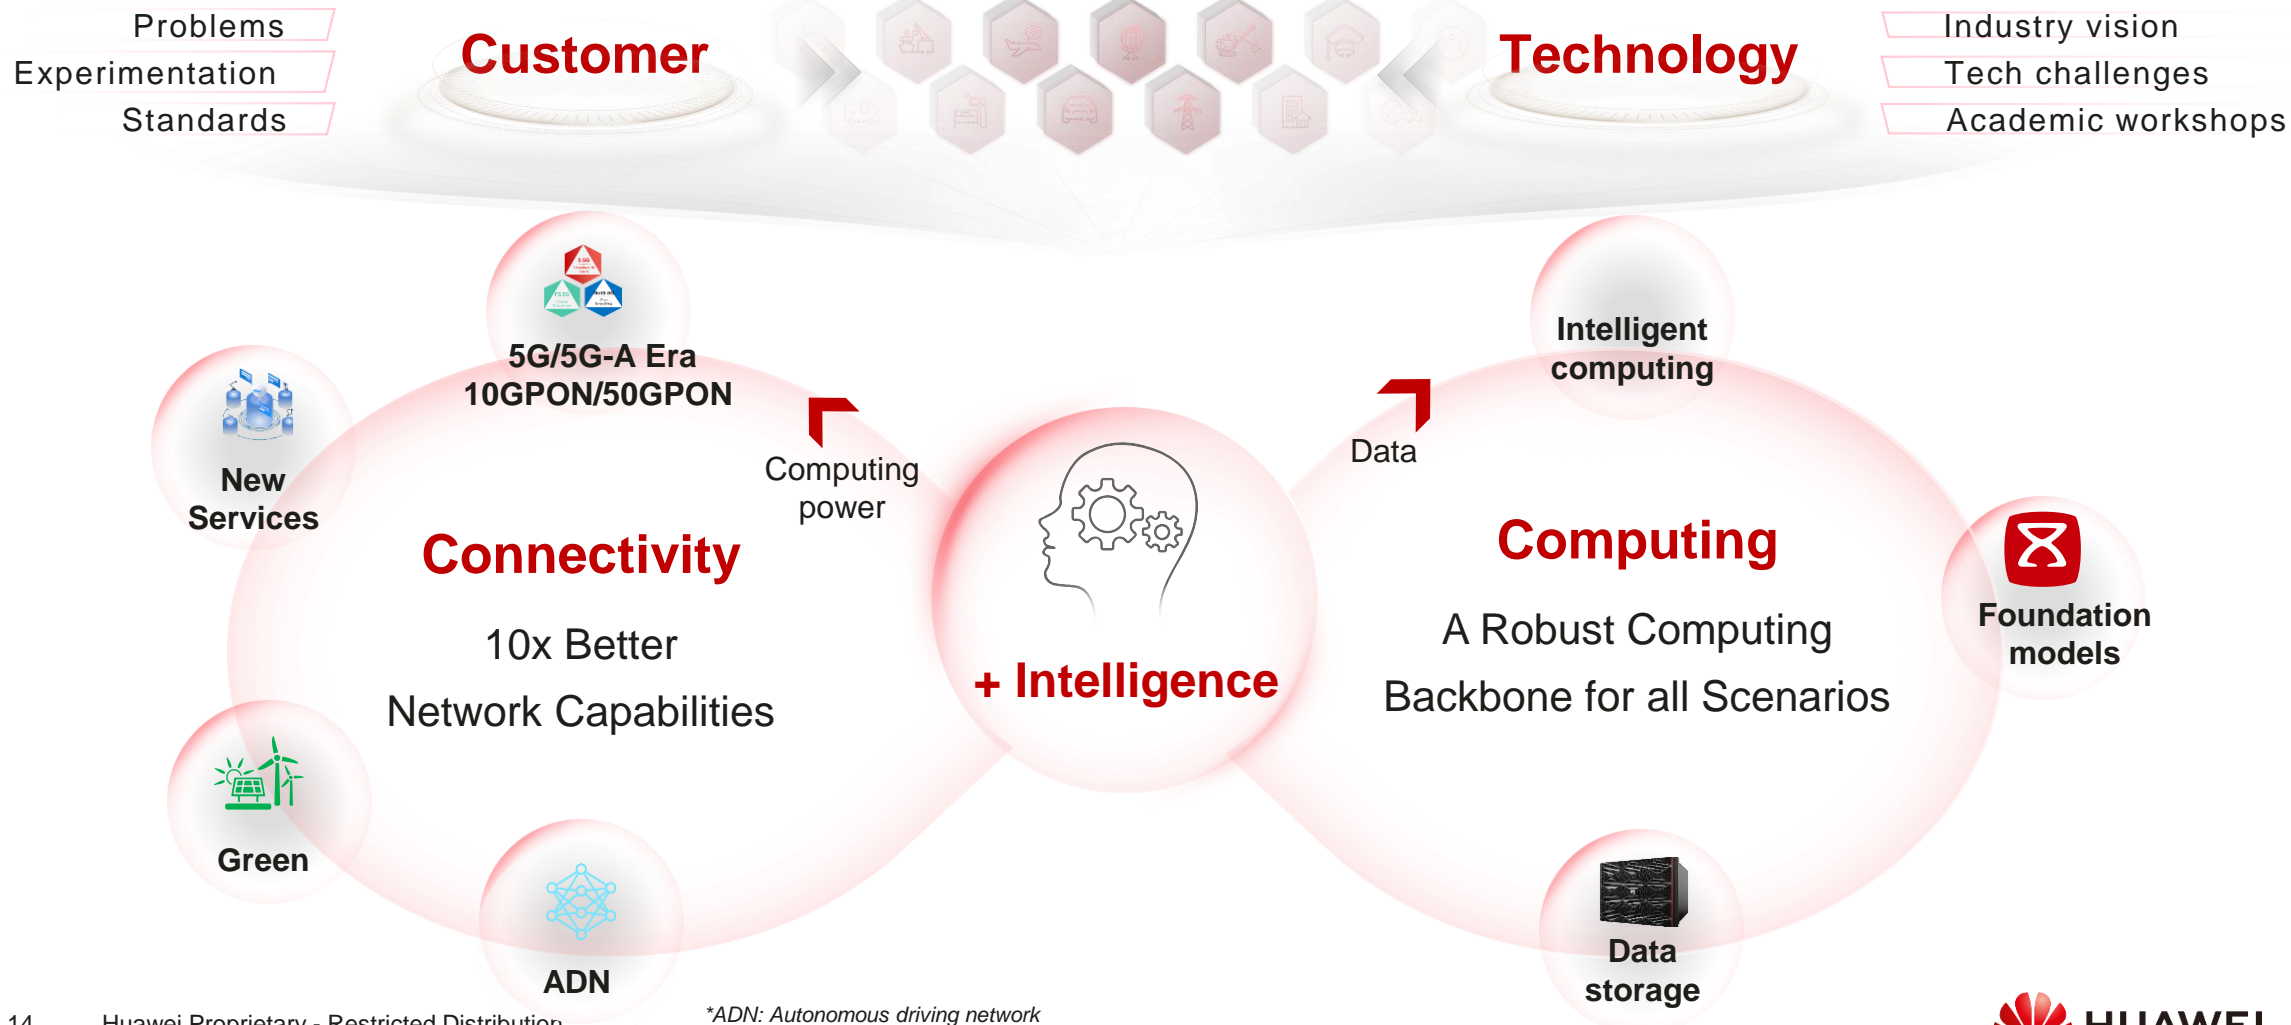 Problems
Experimentation
Standards
Customer
Technology
Industry vision
Tech challenges
Academic workshops
5G/5G-A Era
10GPON/50GPON
New
Services
Computing
power
Connectivity
10x Better
Network Capabilities
Green
ADN
+ Intelligence
Data
Intelligent
computing
Computing
A Robust Computing
Backbone for all Scenarios
Foundation
models
Data
storage
14
Huawei Proprietary - Restricted Distribution
*ADN: Autonomous driving network
HUAWEI